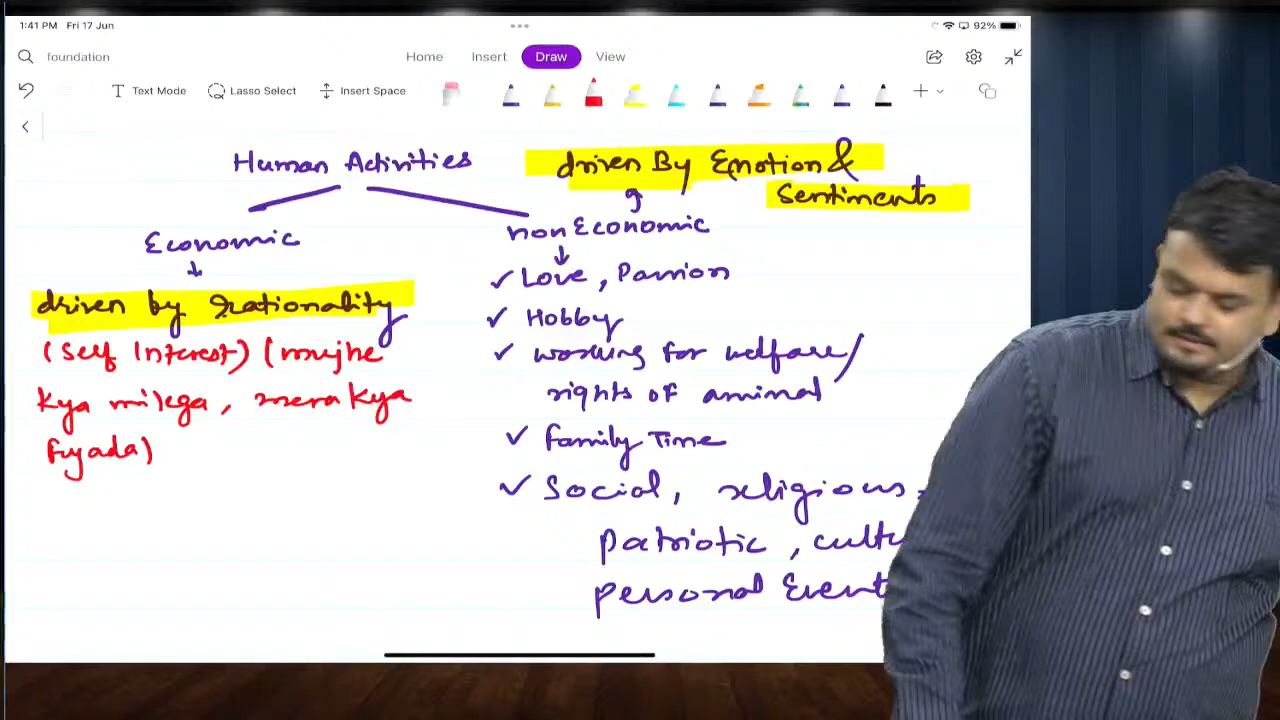 1:41 PM Fri 17 Jun
92%
foundation
Home Insert Draw View
Text Mode Lasso Select Insert Space
Human Activities
driven By Emotion &
Sentiments
Economic
non Economic
driven by rationality
(Self Interest) (mujhe
kya milega, mera kya
fyada)
✓ Love, Passion
✓ Hobby
✓ working for welfare/
rights of animal
✓ family Time
✓ Social, religious
patriotic,
personal Event